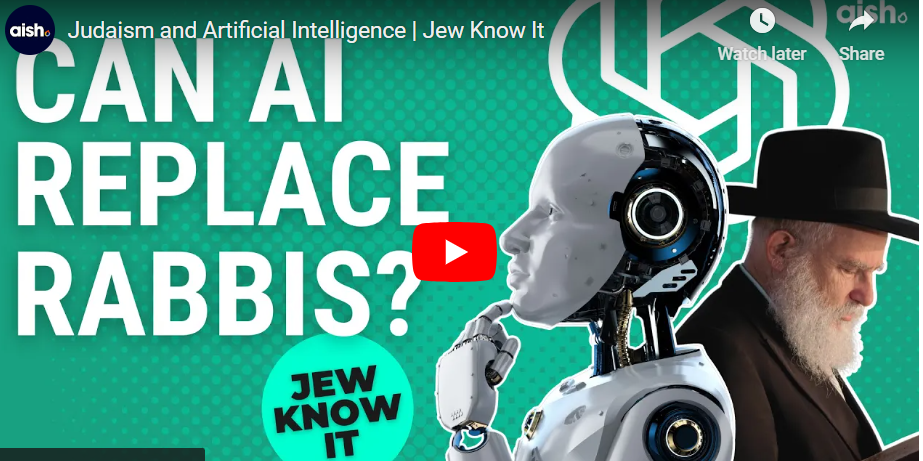 aish
Judaism and Artificial Intelligence | Jew Know It
aish
Watch later
Share
CAN AI
REPLACE
RABBIS?
JEW
KNOW
IT